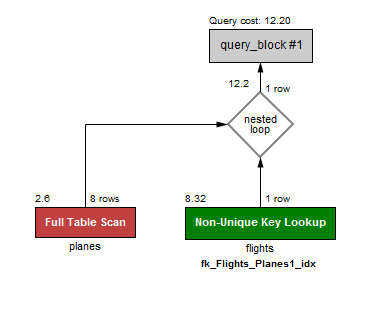 Query cost: 12.20
query_block #1
12.2
1 row
nested
loop
2.6
8 rows
Full Table Scan
planes
8.32
1 row
Non-Unique Key Lookup
flights
fk_Flights_Planes1_idx